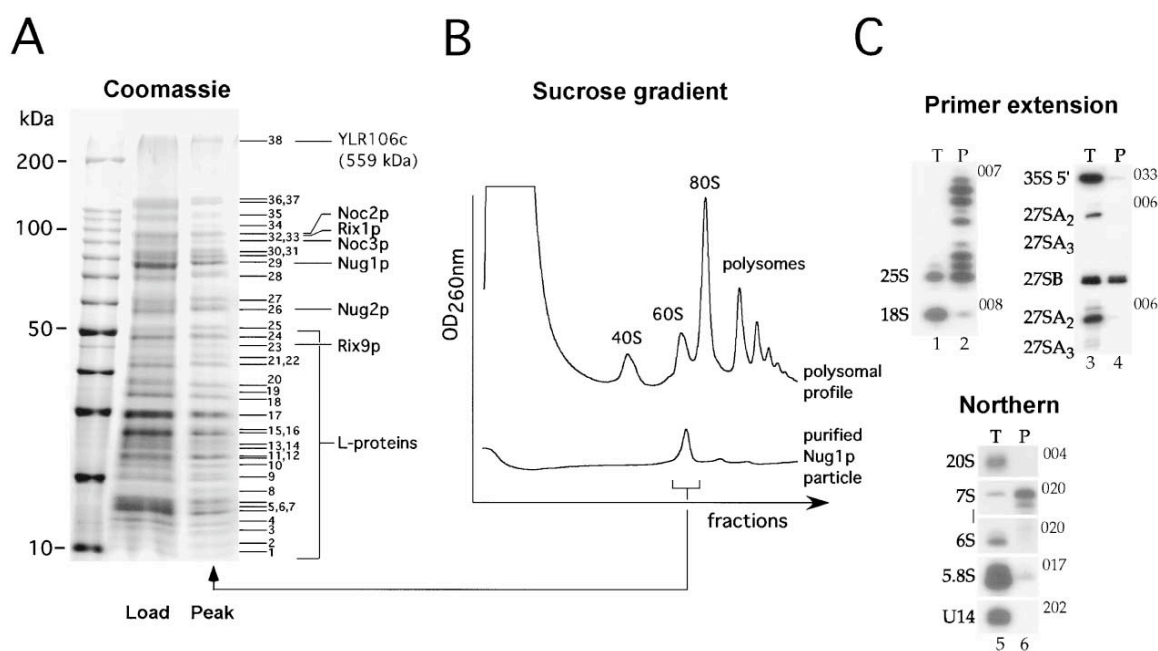 A
Coomassie
kDa
200
100
50
10
38
YLR106c
(559 kDa)
36,37
35
34
32,33
30,31
29
28
27
26
25
24
23
21,22
20
19
18
17
15,16
13,14
11,12
10
9
8
5,6,7
4
3
2
1
Noc2p
Rix1p
Noc3p
Nug1p
Nug2p
Rix9p
L-proteins
Load
Peak
B
Sucrose gradient
OD260nm
40S
60S
80S
polysomes
polysomal
profile
purified
Nug1p
particle
fractions
C
Primer extension
T P
007
25S
18S
008
1 2
T P
35S 5' 033
27SA2 006
27SA3
27SB
27SA2 006
27SA3
3 4
Northern
T P
20S 004
7S 020
6S 020
5.8S 017
U14 202
5 6